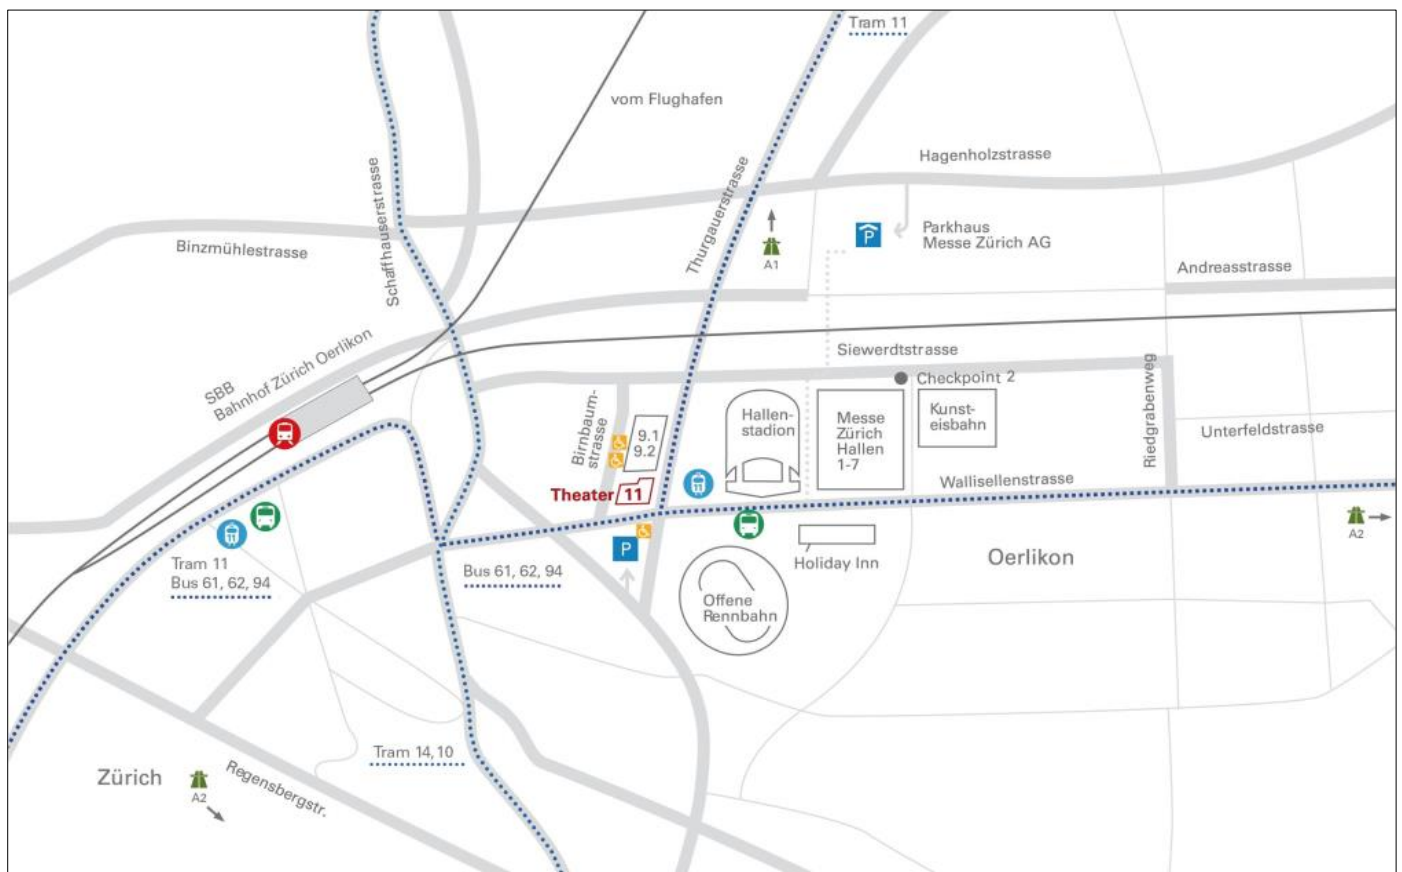 Tram 11
vom Flughafen
Hagenholzstrasse
Schaffhauserstrasse
Thurgauerstrasse
Binzmühlestrasse
P
Parkhaus
Messe Zürich AG
A1
Andreasstrasse
SBB
Bahnhof Zürich Oerlikon
Siewerdtstrasse
Checkpoint 2
Riedgrabenweg
Birnbaum-
strasse
9.1
9.2
Hallen-
stadion
Messe
Zürich
Hallen
1-7
Kunst-
eisbahn
Unterfeldstrasse
Theater 11
Wallisellenstrasse
P
A2
Tram 11
Bus 61, 62, 94
Bus 61, 62, 94
Holiday Inn
Oerlikon
Offene
Rennbahn
Tram 14, 10
Zürich
A2
Regensbergstr.